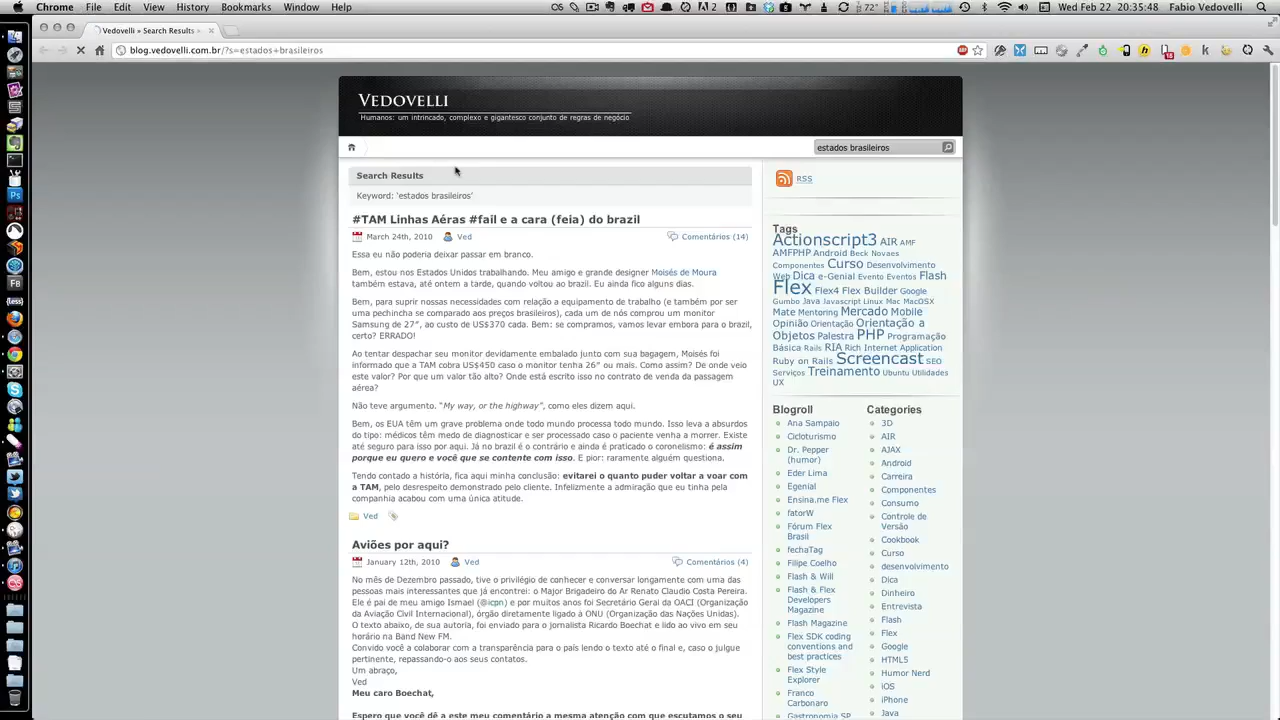 Chrome File Edit View History Bookmarks Window Help
72° Wed Feb 22 20:35:48 Fabio Vedovelli
Vedovelli » Search Results »
blog.vedovelli.com.br/?s=estados+brasileiros
Vedovelli
Humanos: um intrincado, complexo e gigantesco conjunto de regras de negócio
estados brasileiros
Search Results
Keyword: ‘estados brasileiros’
#TAM Linhas Aéras #fail e a cara (feia) do brazil
March 24th, 2010 Ved Comentários (14)
Essa eu não poderia deixar passar em branco.
Bem, estou nos Estados Unidos trabalhando. Meu amigo e grande designer Moisés de Moura
também estava, até ontem a tarde, quando voltou ao brazil. Eu ainda fico alguns dias.
Bem, para suprir nossas necessidades com relação a equipamento de trabalho (e também por ser
uma pechincha se comparado aos preços brasileiros), cada um de nós comprou um monitor
Samsung de 27″, ao custo de US$370 cada. Bem: se compramos, vamos levar embora para o brazil,
certo? ERRADO!
Ao tentar despachar seu monitor devidamente embalado junto com sua bagagem, Moisés foi
informado que a TAM cobra US$450 caso o monitor tenha 26″ ou mais. Como assim? De onde veio
este valor? Por que um valor tão alto? Onde está escrito isso no contrato de venda da passagem
aérea?
Não teve argumento. “My way, or the highway”, como eles dizem aqui.
Bem, os EUA têm um grave problema onde todo mundo processa todo mundo. Isso leva a absurdos
do tipo: médicos têm medo de diagnosticar e ser processado caso o paciente venha a morrer. Existe
até seguro para isso por aqui. Já no brazil é o contrário e ainda é praticado o coronelismo: é assim
porque eu quero e você que se contente com isso. E pior: raramente alguém questiona.
Tendo contado a história, fica aqui minha conclusão: evitarei o quanto puder voltar a voar com
a TAM, pelo desrespeito demonstrado pelo cliente. Infelizmente a admiração que eu tinha pela
companhia acabou com uma única atitude.
Ved
Aviões por aqui?
January 12th, 2010 Ved Comentários (4)
No mês de Dezembro passado, tive o privilégio de conhecer e conversar longamente com uma das
pessoas mais interessantes que já encontrei: o Major Brigadeiro do Ar Renato Claudio Costa Pereira.
Ele é pai de meu amigo Ismael (@icpn) e por muitos anos foi Secretário Geral da OACI (Organização
da Aviação Civil Internacional), órgão diretamente ligado à ONU (Organização das Nações Unidas).
O texto abaixo, de sua autoria, foi enviado para o jornalista Ricardo Boechat e lido ao vivo em seu
horário na Band New FM.
Convido você a colaborar com a transparência para o país lendo o texto até o final e, caso o julgue
pertinente, repassando-o aos seus contatos.
Um abraço,
Ved
Meu caro Boechat,
Espero que você dê a este meu comentário a mesma atenção com que escutamos o seu
RSS
Tags
Actionscript3 AIR AMF
AMFPHP Android Beck Novaes
Componentes Curso Desenvolvimento
Web Dica e-Genial Evento Eventos Flash
Flex Flex4 Flex Builder Google
Gumbo Java Javascript Linux Mac MacOSX
Mate Mentoring Mercado Mobile
Opinião Orientação Orientação a
Objetos Palestra PHP Programação
Básica Rails RIA Rich Internet Application
Ruby on Rails Screencast SEO
Serviços Treinamento Ubuntu Utilidades
UX
Blogroll
Ana Sampaio
Cicloturismo
Dr. Pepper
(humor)
Eder Lima
Egenial
Ensina.me Flex
fatorW
Fórum Flex
Brasil
fechaTag
Filipe Coelho
Flash & Will
Flash & Flex
Developers
Magazine
Flash Magazine
Flex SDK coding
conventions and
best practices
Flex Style
Explorer
Franco
Carbonaro
Gastronomia SP
Categories
3D
AIR
AJAX
Android
Carreira
Componentes
Consumo
Controle de
Versão
Cookbook
Curso
desenvolvimento
Dica
Dinheiro
Entrevista
Flash
Flex
Google
HTML5
Humor Nerd
iOS
iPhone
Java
Ps
Fb
{less}